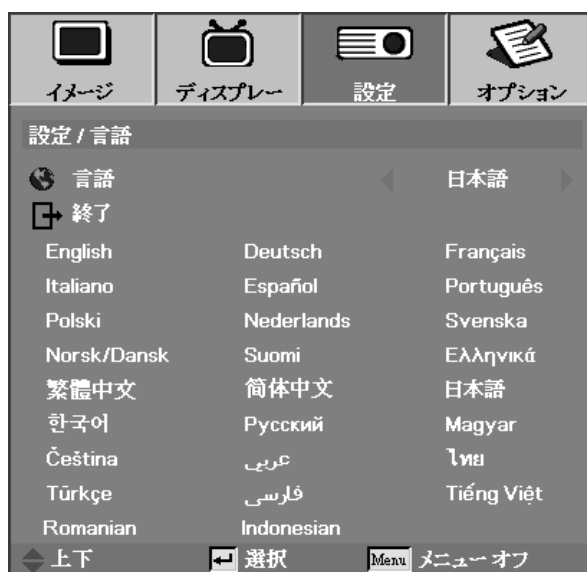 イメージ ディスプレー 設定 オプション
設定 / 言語
言語 日本語
終了
English Deutsch Français
Italiano Español Português
Polski Nederlands Svenska
Norsk/Dansk Suomi Ελληνικά
繁體中文 简体中文 日本語
한국어 Русский Magyar
Čeština عربي ไทย
Türkçe فارسی Tiếng Việt
Romanian Indonesian
上下 選択 Menu メニュー オフ